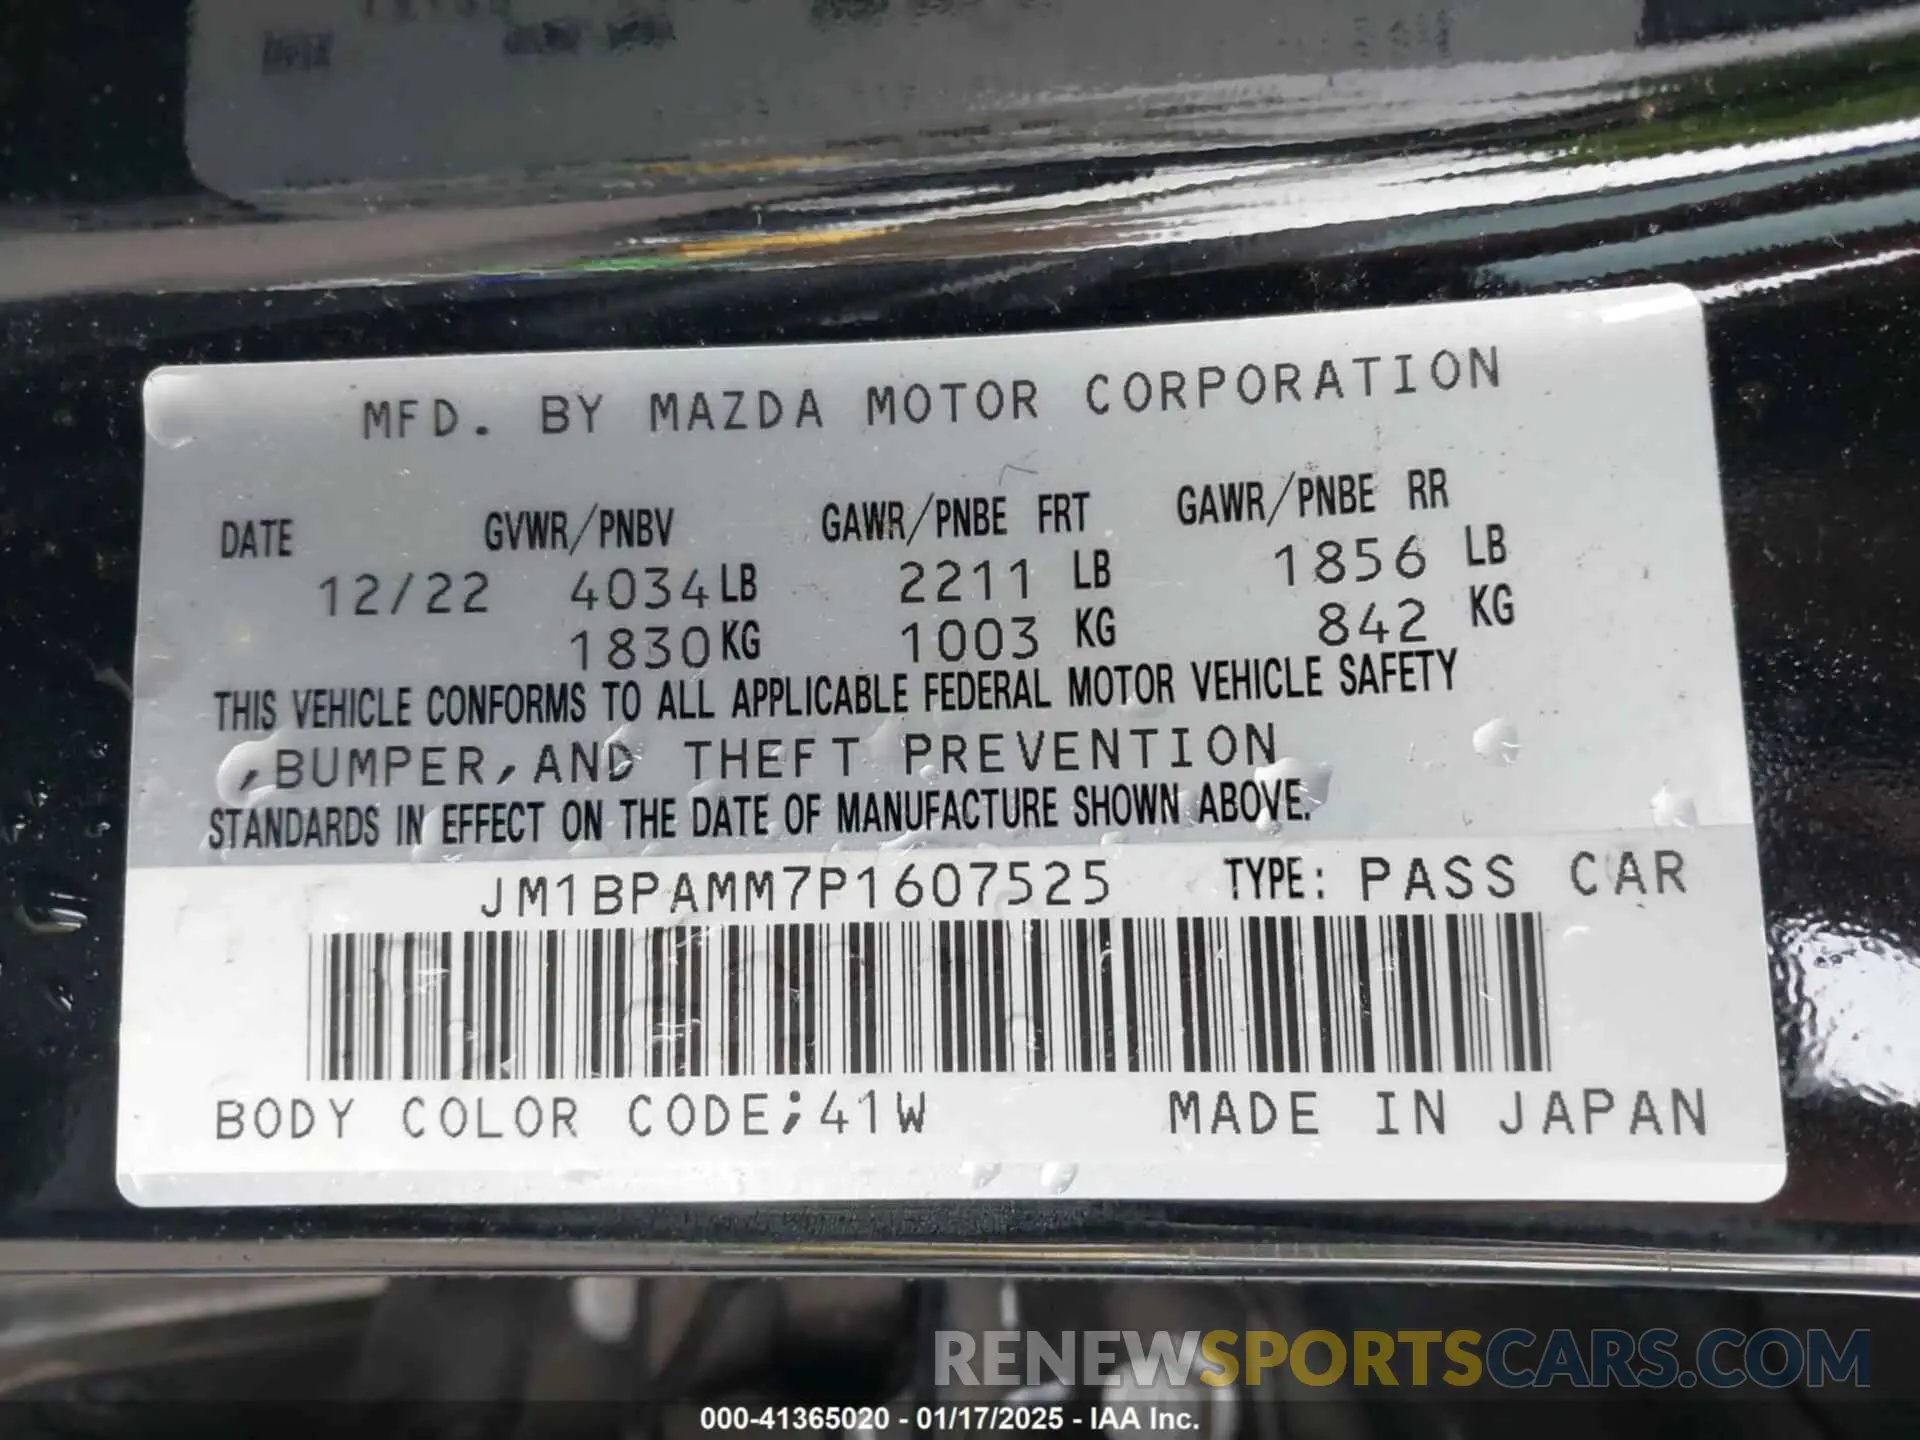 MFD. BY MAZDA MOTOR CORPORATION
DATE GVWR/PNBV GAWR/PNBE FRT GAWR/PNBE RR
12/22 4034 LB 2211 LB 1856 LB
1830 KG 1003 KG 842 KG
THIS VEHICLE CONFORMS TO ALL APPLICABLE FEDERAL MOTOR VEHICLE SAFETY
,BUMPER,AND THEFT PREVENTION
STANDARDS IN EFFECT ON THE DATE OF MANUFACTURE SHOWN ABOVE.
JM1BPAMM7P1607525 TYPE: PASS CAR
BODY COLOR CODE;41W MADE IN JAPAN
RENEWSPORTSCARS.COM
000-41365020 - 01/17/2025 - IAA Inc.